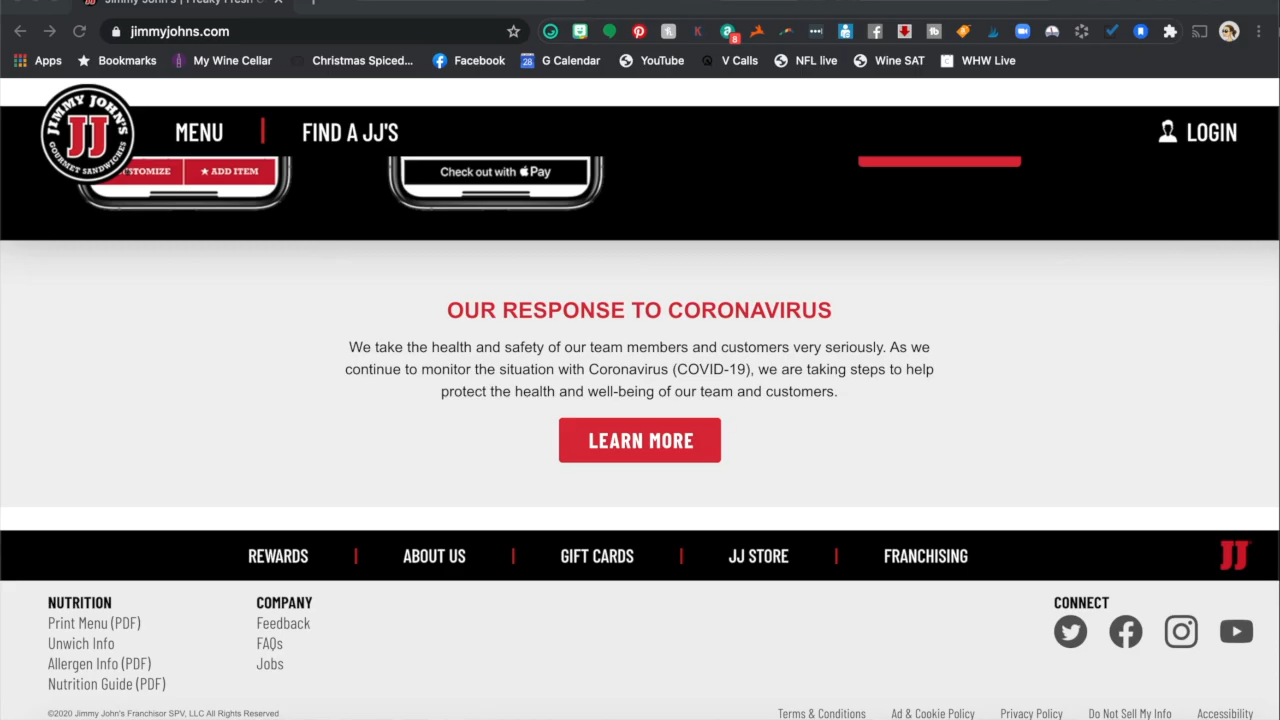 Jimmy John's | Freaky Fresh
jimmyjohns.com
8
Apps Bookmarks My Wine Cellar Christmas Spiced... Facebook 28 G Calendar YouTube V Calls NFL live Wine SAT WHW Live
JIMMY JOHN'S
JJ
GOURMET SANDWICHES
MENU | FIND A JJ'S LOGIN
★ ADD ITEM
Check out with Pay
OUR RESPONSE TO CORONAVIRUS
We take the health and safety of our team members and customers very seriously. As we
continue to monitor the situation with Coronavirus (COVID-19), we are taking steps to help
protect the health and well-being of our team and customers.
LEARN MORE
REWARDS | ABOUT US | GIFT CARDS | JJ STORE | FRANCHISING JJ
NUTRITION
Print Menu (PDF)
Unwich Info
Allergen Info (PDF)
Nutrition Guide (PDF)
COMPANY
Feedback
FAQs
Jobs
CONNECT
©2020 Jimmy John's Franchisor SPV, LLC All Rights Reserved
Terms & Conditions Ad & Cookie Policy Privacy Policy Do Not Sell My Info Accessibility